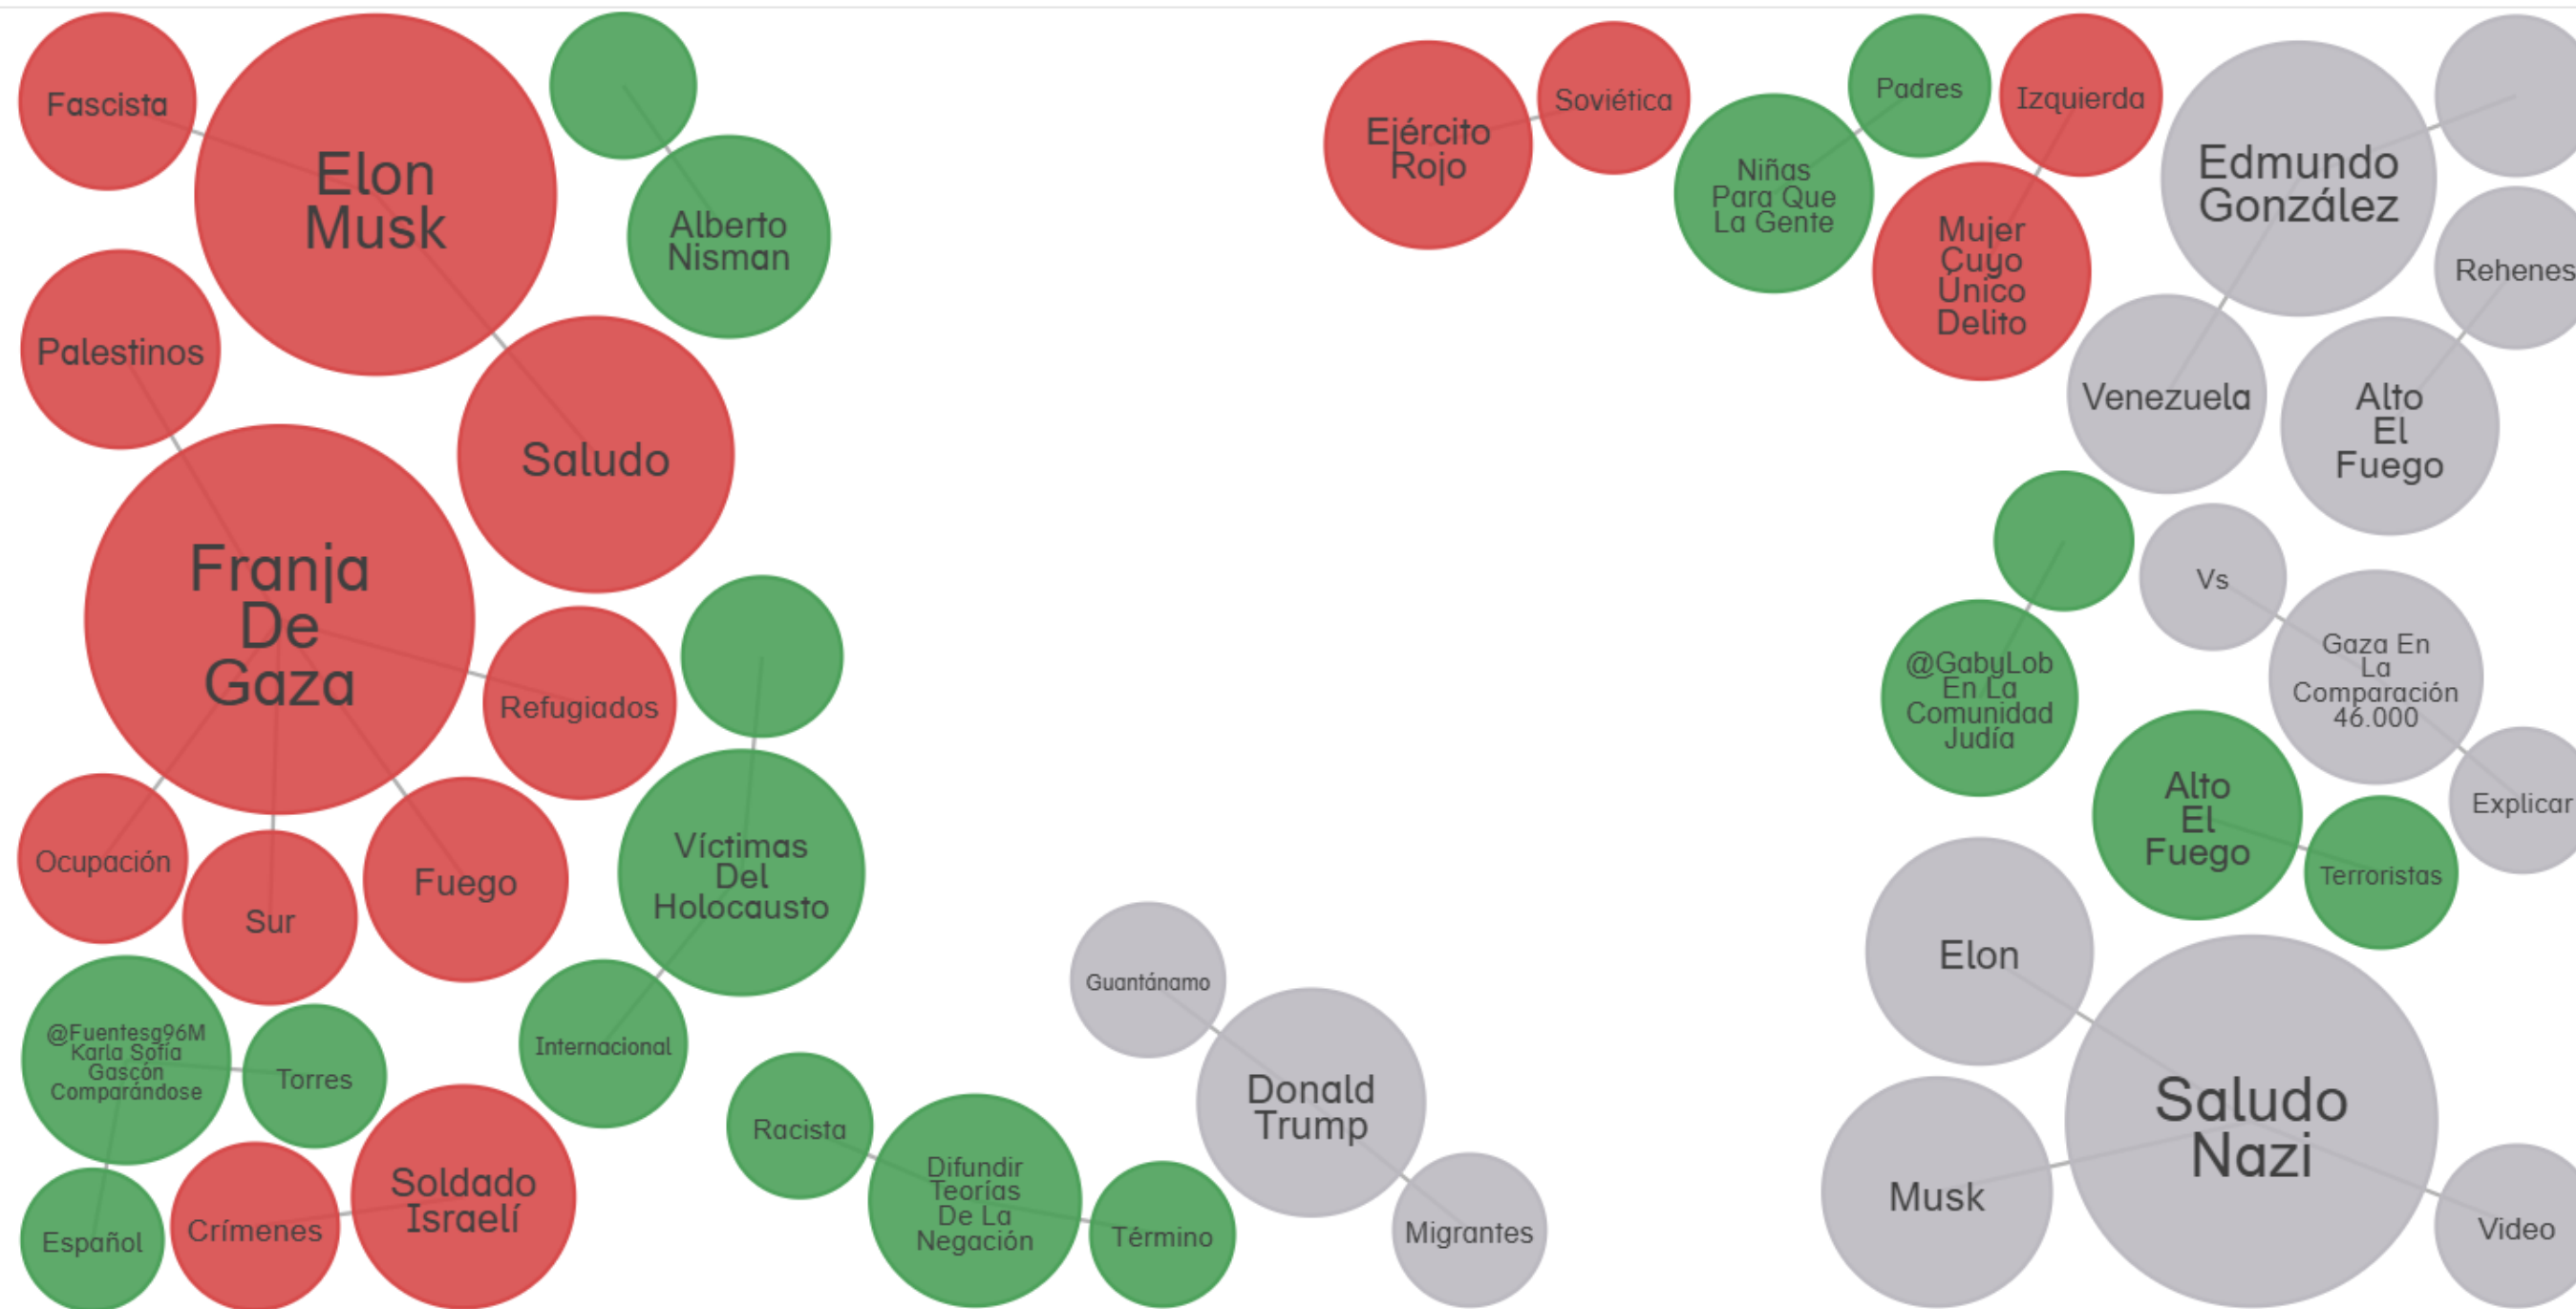 Fascista
Elon
Musk
Alberto
Nisman
Palestinos
Saludo
Franja
De
Gaza
Refugiados
Ocupación
Sur
Fuego
Víctimas
Del
Holocausto
Internacional
@Fuentesg96M
Karla Sofía
Gascón
Comparándose
Torres
Español
Crímenes
Soldado
Israelí
Racista
Difundir
Teorías
De La
Negación
Término
Guantánamo
Donald
Trump
Migrantes
Ejército
Rojo
Soviética
Niñas
Para Que
La Gente
Padres
Izquierda
Mujer
Cuyo
Único
Delito
Edmundo
González
Rehenes
Venezuela
Alto
El
Fuego
Vs
Gaza En
La
Comparación
46.000
Explicar
@GabyLob
En La
Comunidad
Judía
Alto
El
Fuego
Terroristas
Elon
Musk
Saludo
Nazi
Video